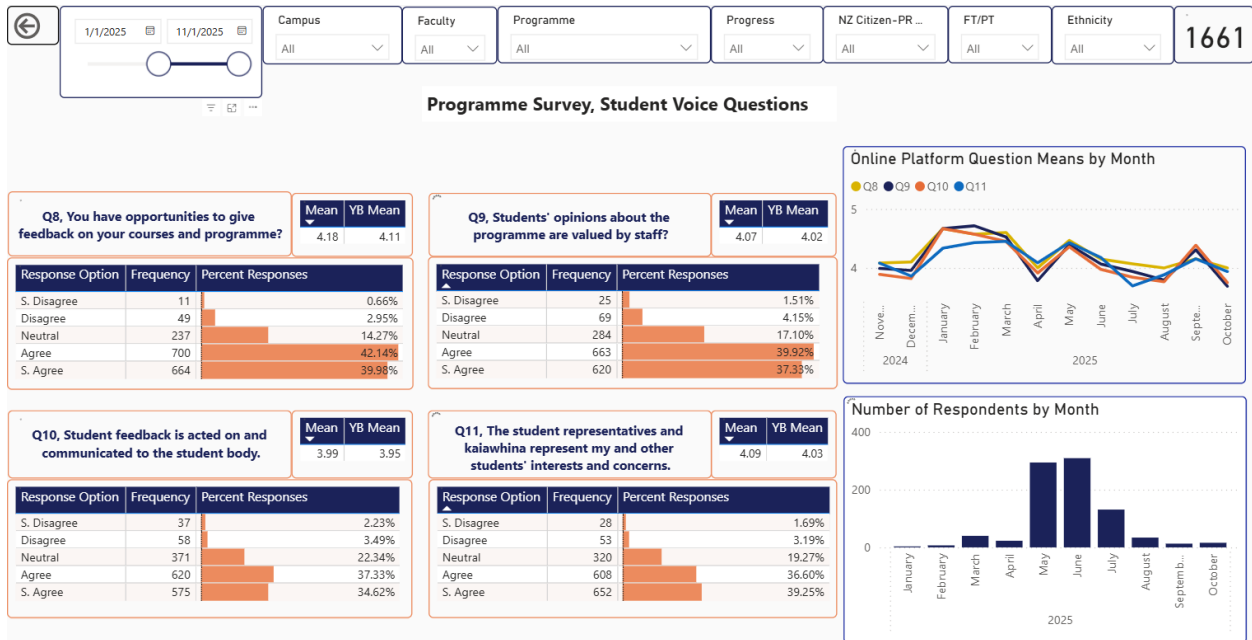 Campus
Faculty
Programme
Progress
NZ Citizen-PR ...
FT/PT
Ethnicity
1/1/2025
11/1/2025
All
All
All
All
All
All
All
1661
Programme Survey, Student Voice Questions
Q8, You have opportunities to give
feedback on your courses and programme?
Mean YB Mean
4.18 4.11
Response Option Frequency Percent Responses
S. Disagree 11 0.66%
Disagree 49 2.95%
Neutral 237 14.27%
Agree 700 42.14%
S. Agree 664 39.98%
Q9, Students' opinions about the
programme are valued by staff?
Mean YB Mean
4.07 4.02
Response Option Frequency Percent Responses
S. Disagree 25 1.51%
Disagree 69 4.15%
Neutral 284 17.10%
Agree 663 39.92%
S. Agree 620 37.33%
Online Platform Question Means by Month
Q8 Q9 Q10 Q11
5
4
Nove...
Decem...
January
February
March
April
May
June
July
August
Septe...
October
2024
2025
Q10, Student feedback is acted on and
communicated to the student body.
Mean YB Mean
3.99 3.95
Response Option Frequency Percent Responses
S. Disagree 37 2.23%
Disagree 58 3.49%
Neutral 371 22.34%
Agree 620 37.33%
S. Agree 575 34.62%
Q11, The student representatives and
kaiawhina represent my and other
students' interests and concerns.
Mean YB Mean
4.09 4.03
Response Option Frequency Percent Responses
S. Disagree 28 1.69%
Disagree 53 3.19%
Neutral 320 19.27%
Agree 608 36.60%
S. Agree 652 39.25%
Number of Respondents by Month
400
200
0
January
February
March
April
May
June
July
August
Septemb...
October
2025